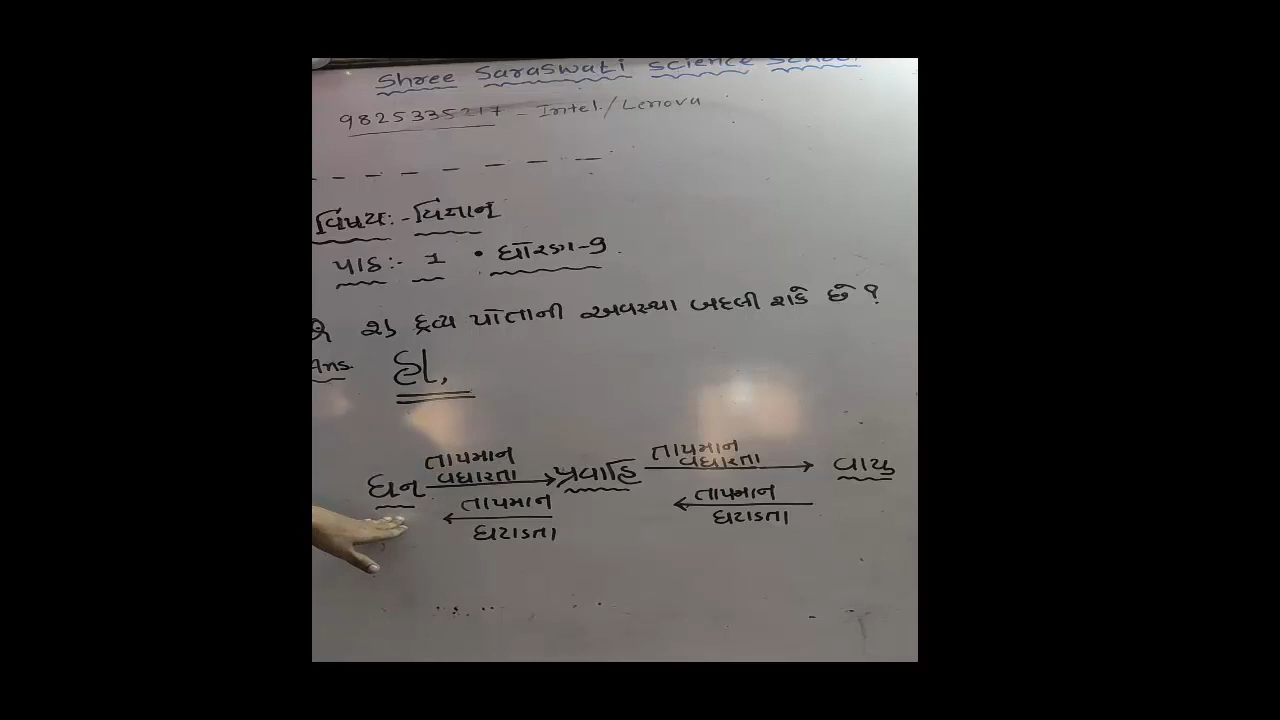 Shree Saraswati Science School
9825335217 - Intel./Lenova
વિષય:- વિજ્ઞાન
પાઠ:- 1 • ધોરણ-9
શું દ્રવ્ય પોતાની અવસ્થા બદલી શકે છે ?
Ans. હા,
તાપમાન તાપમાન
વધારતા વધારતા
ઘન પ્રવાહિ વાયુ
તાપમાન તાપમાન
ઘટાડતા ઘટાડતા